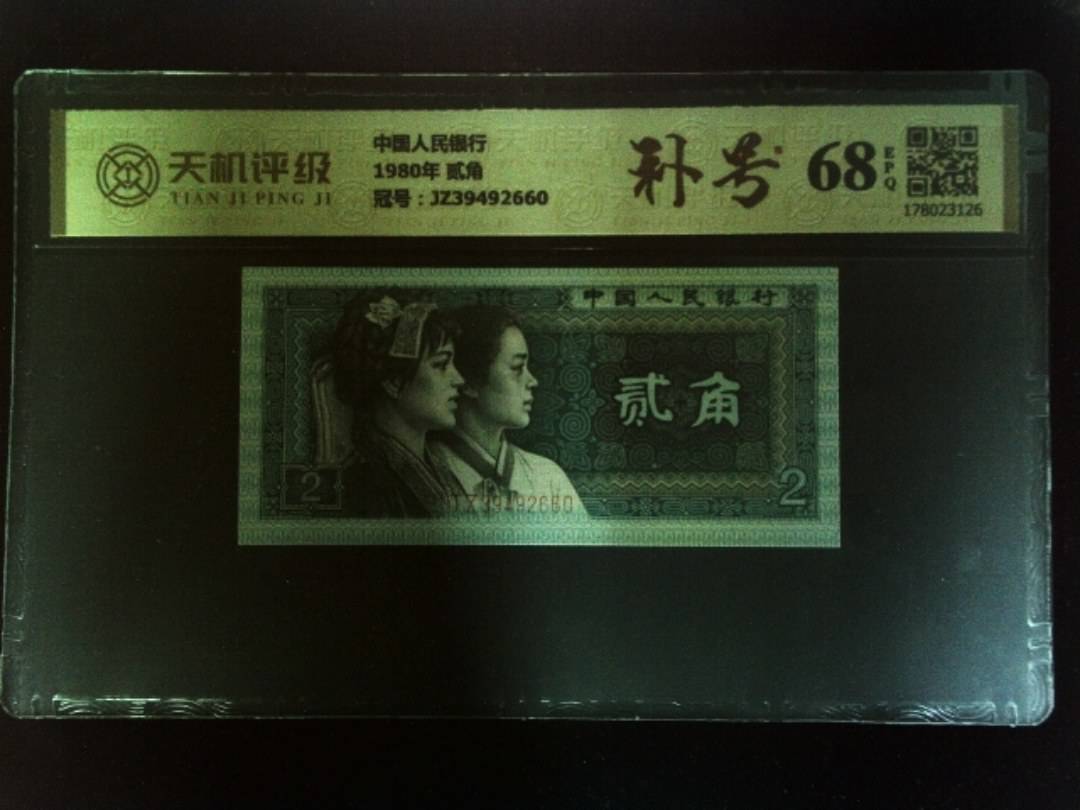 天机评级
TIAN JI PING JI
中国人民银行
1980年 贰角
冠号：JZ39492660
补号
68
EPQ
178023126
中国人民银行
贰角
2
2
JZ39492660